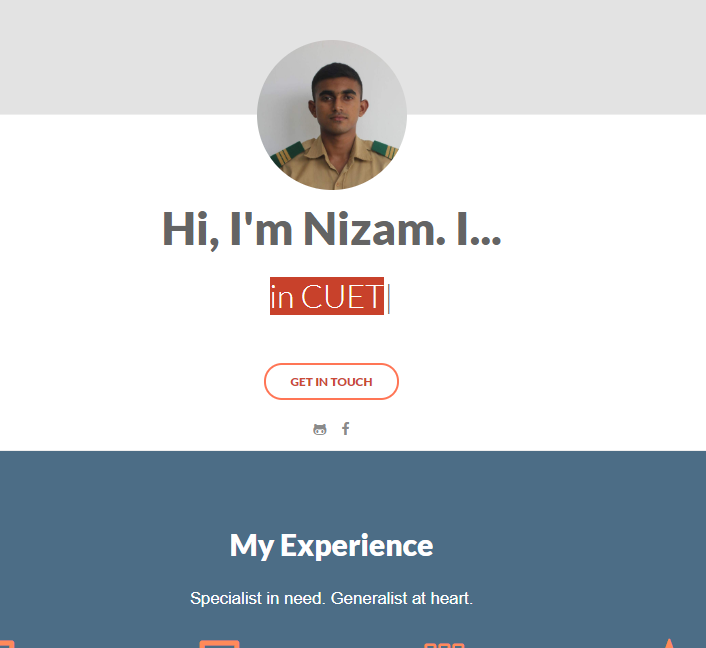 Hi, I'm Nizam. I...
in CUET|
GET IN TOUCH
My Experience
Specialist in need. Generalist at heart.